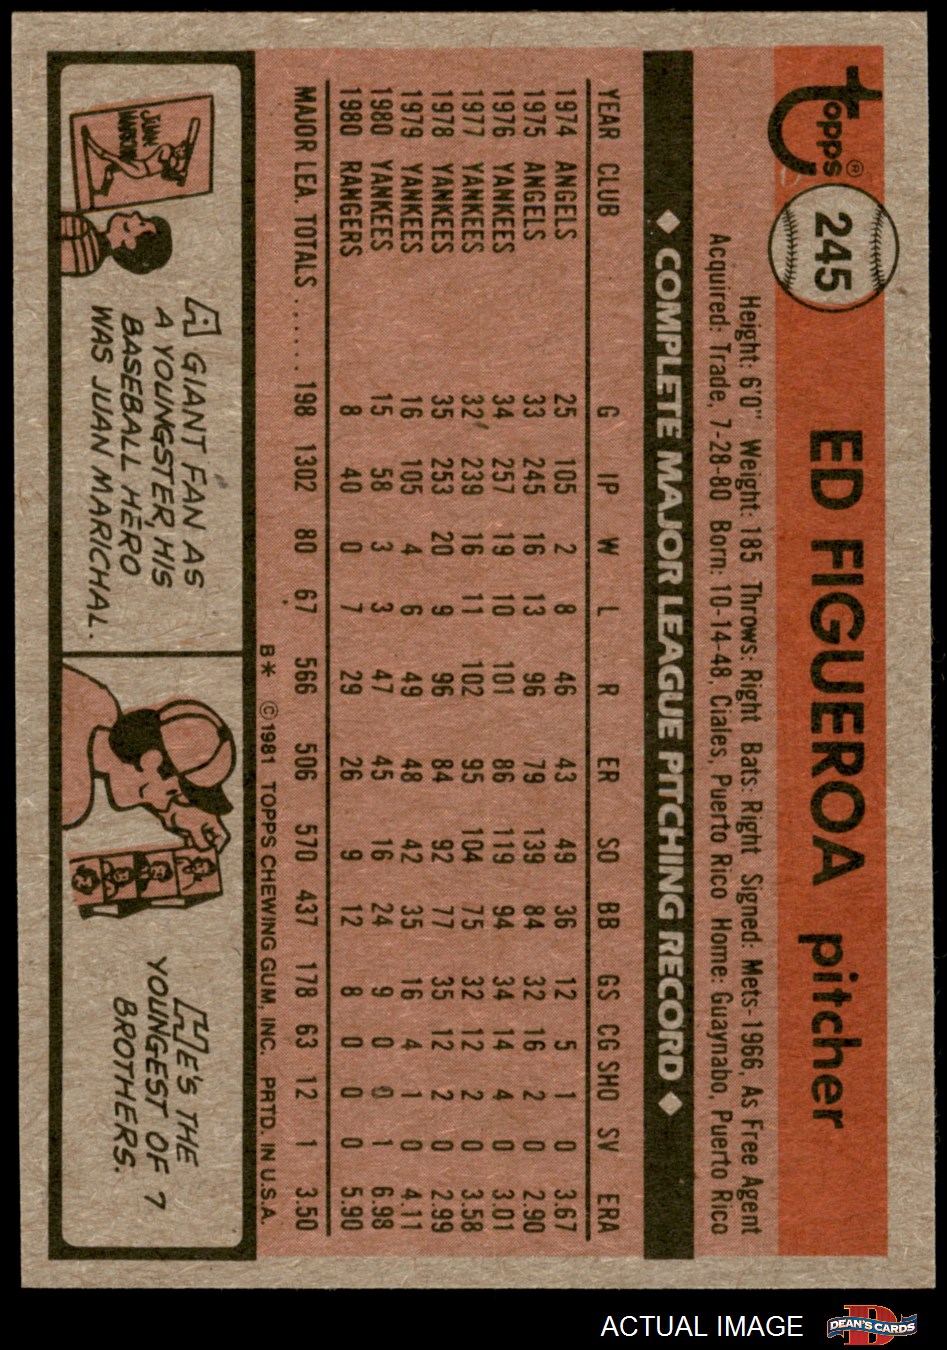 Topps®
245
ED FIGUEROA pitcher
Height: 6'0" Weight: 185 Throws: Right Bats: Right Signed: Mets-1966, As Free Agent
Acquired: Trade, 7-28-80 Born: 10-14-48, Ciales, Puerto Rico Home: Guaynabo, Puerto Rico
◆ COMPLETE MAJOR LEAGUE PITCHING RECORD ◆
YEAR CLUB G IP W L R ER SO BB GS CG SHO SV ERA
1974 ANGELS 25 105 2 8 46 43 49 36 12 5 1 0 3.67
1975 ANGELS 33 245 16 13 96 79 139 84 32 16 2 0 2.90
1976 YANKEES 34 257 19 10 101 86 119 94 34 14 4 0 3.01
1977 YANKEES 32 239 16 11 102 95 104 75 32 12 2 0 3.58
1978 YANKEES 35 253 20 9 96 84 92 77 35 12 2 0 2.99
1979 YANKEES 16 105 4 6 49 48 42 35 16 4 1 0 4.11
1980 YANKEES 15 58 3 3 47 45 16 24 9 0 0 1 6.98
1980 RANGERS 8 40 0 7 29 26 9 12 8 0 0 0 5.90
MAJOR LEA. TOTALS ...... 198 1302 80 67 566 506 570 437 178 63 12 1 3.50
B* © 1981 TOPPS CHEWING GUM, INC. PRTD. IN U.S.A.
JUAN
MARICHAL
A GIANT FAN AS
A YOUNGSTER, HIS
BASEBALL HERO
WAS JUAN MARICHAL.
HE'S THE
YOUNGEST OF 7
BROTHERS.
ACTUAL IMAGE
D
DEAN'S CARDS